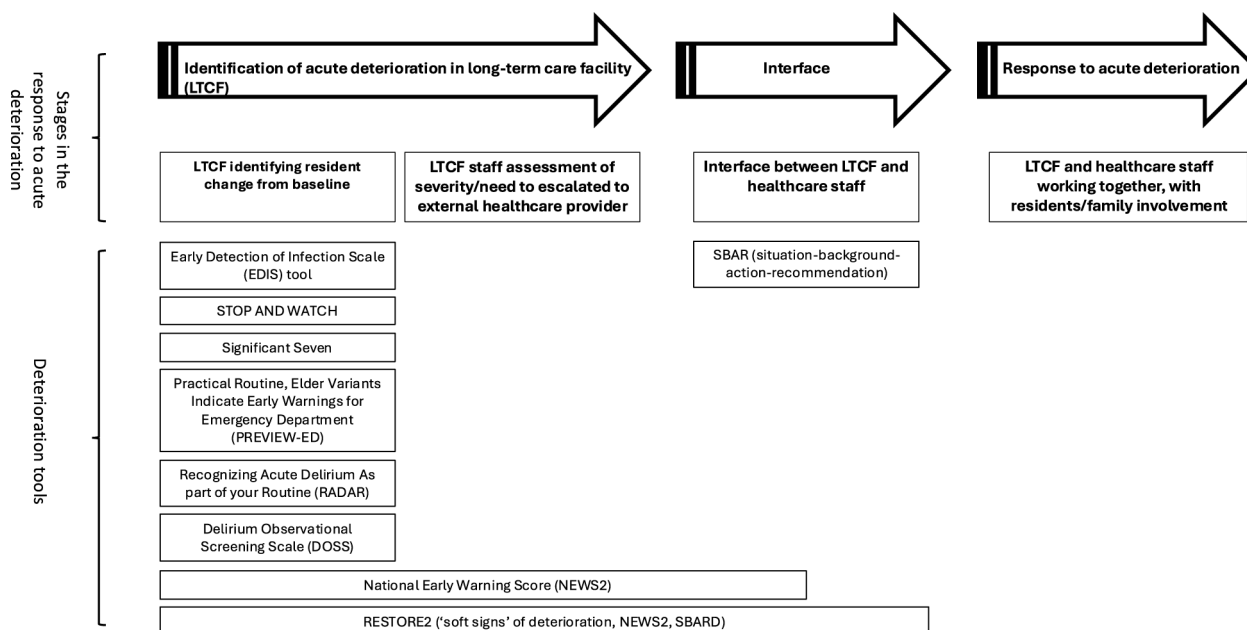 Stages in the
response to acute
deterioration
Identification of acute deterioration in long-term care facility
(LTCF)
Interface
Response to acute deterioration
LTCF identifying resident
change from baseline
LTCF staff assessment of
severity/need to escalated to
external healthcare provider
Interface between LTCF and
healthcare staff
LTCF and healthcare staff
working together, with
residents/family involvement
Deterioration tools
Early Detection of Infection Scale
(EDIS) tool
SBAR (situation-background-
action-recommendation)
STOP AND WATCH
Significant Seven
Practical Routine, Elder Variants
Indicate Early Warnings for
Emergency Department
(PREVIEW-ED)
Recognizing Acute Delirium As
part of your Routine (RADAR)
Delirium Observational
Screening Scale (DOSS)
National Early Warning Score (NEWS2)
RESTORE2 (‘soft signs’ of deterioration, NEWS2, SBARD)